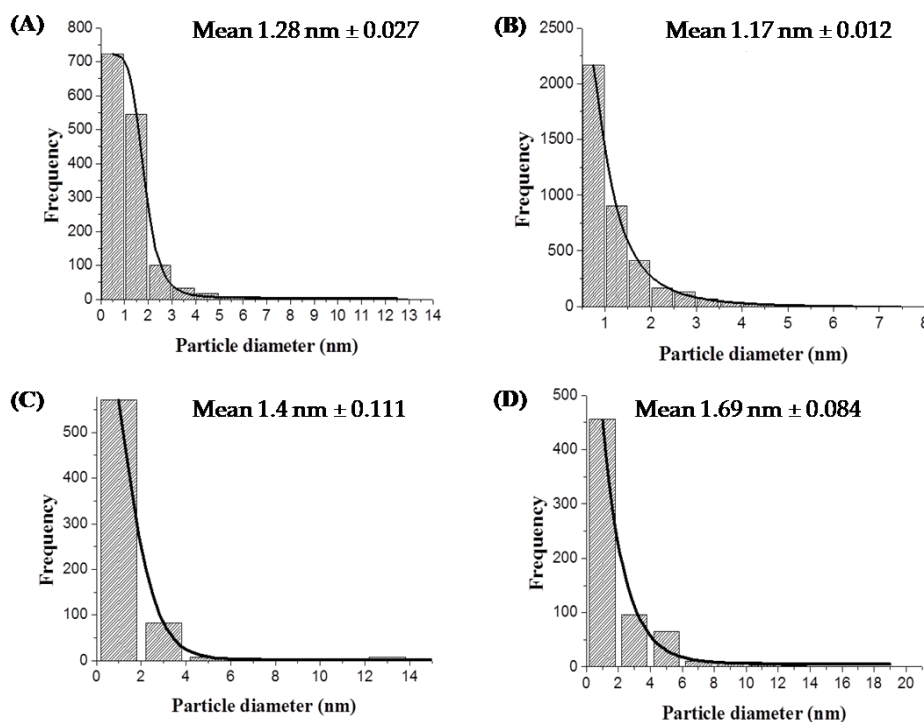 (A)
Mean 1.28 nm ± 0.027
800
700
600
500
400
300
200
100
0
Frequency
0 1 2 3 4 5 6 7 8 9 10 11 12 13 14
Particle diameter (nm)
(B)
Mean 1.17 nm ± 0.012
2500
2000
1500
1000
500
0
Frequency
1 2 3 4 5 6 7 8
Particle diameter (nm)
(C)
Mean 1.4 nm ± 0.111
500
400
300
200
100
0
Frequency
0 2 4 6 8 10 12 14
Particle diameter (nm)
(D)
Mean 1.69 nm ± 0.084
500
400
300
200
100
0
Frequency
0 2 4 6 8 10 12 14 16 18 20
Particle diameter (nm)